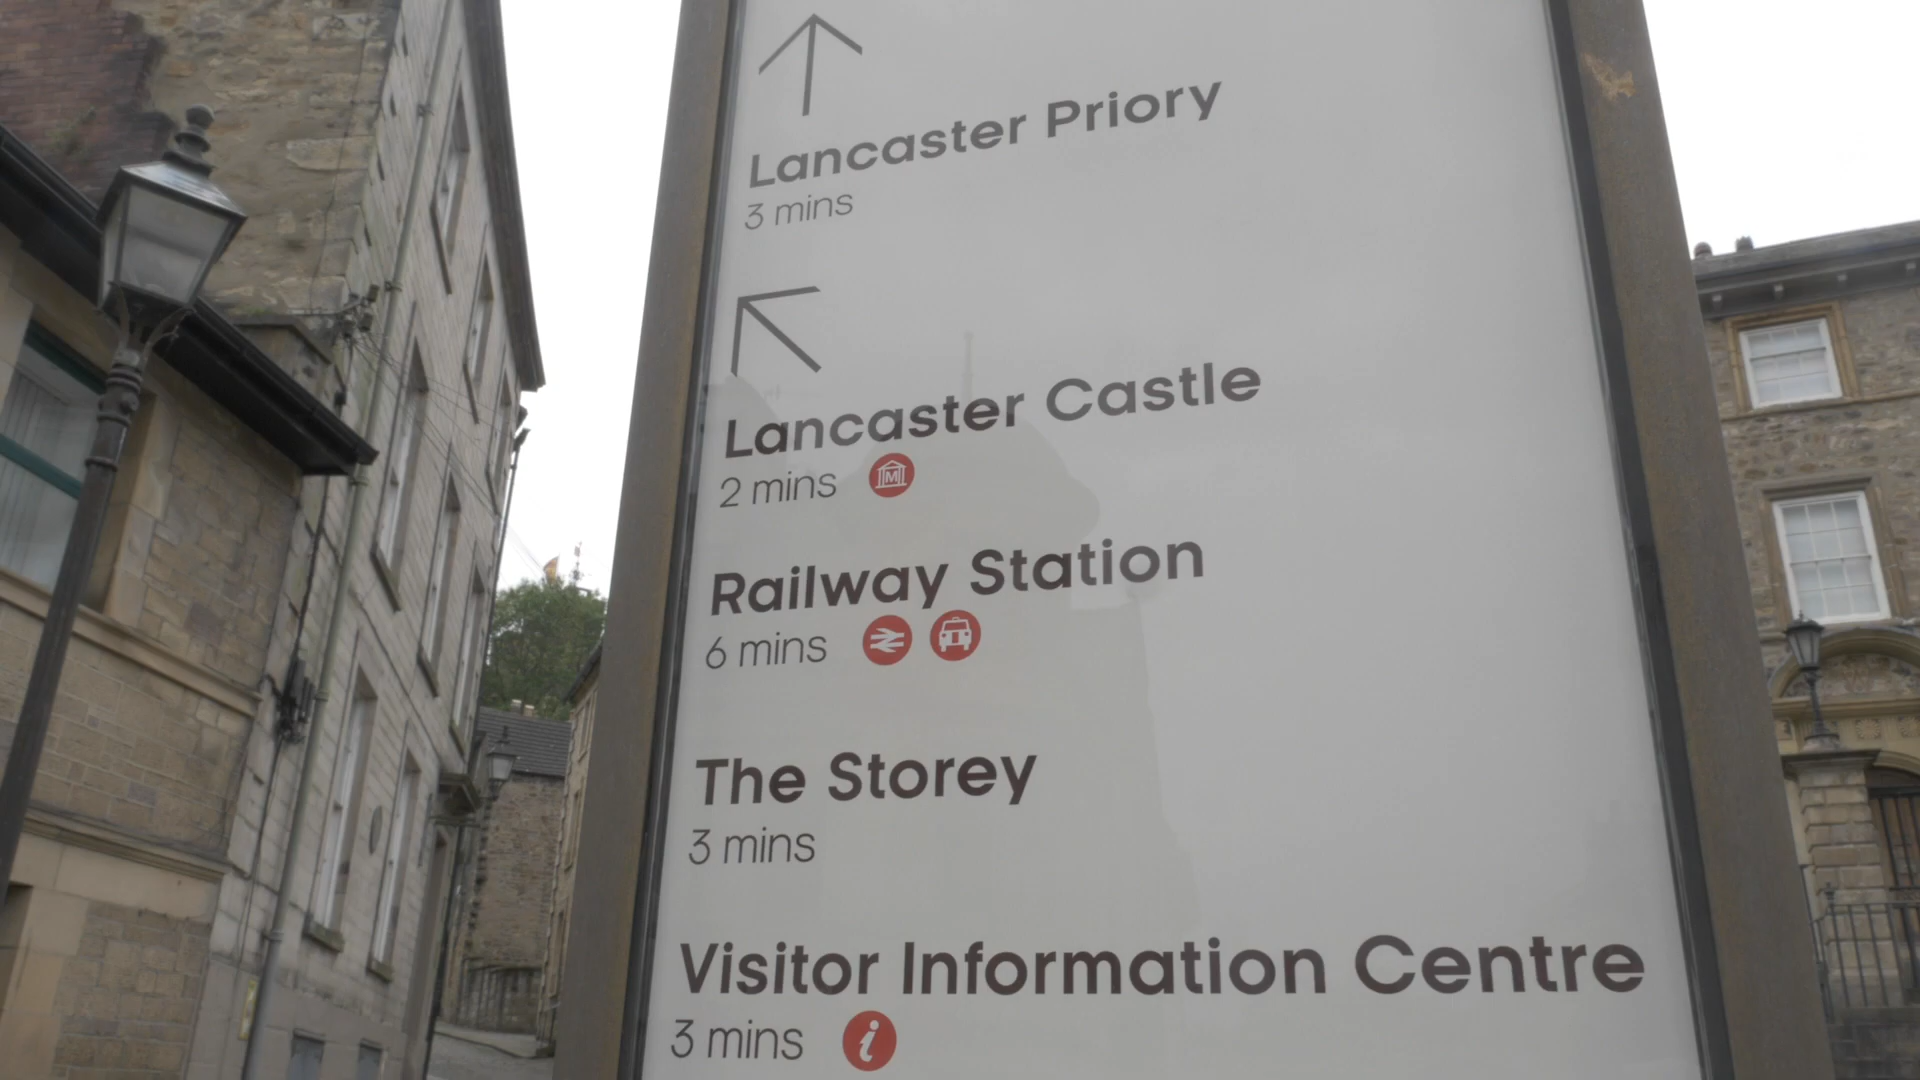 Lancaster Priory
3 mins
Lancaster Castle
2 mins M
Railway Station
6 mins
The Storey
3 mins
Visitor Information Centre
3 mins i